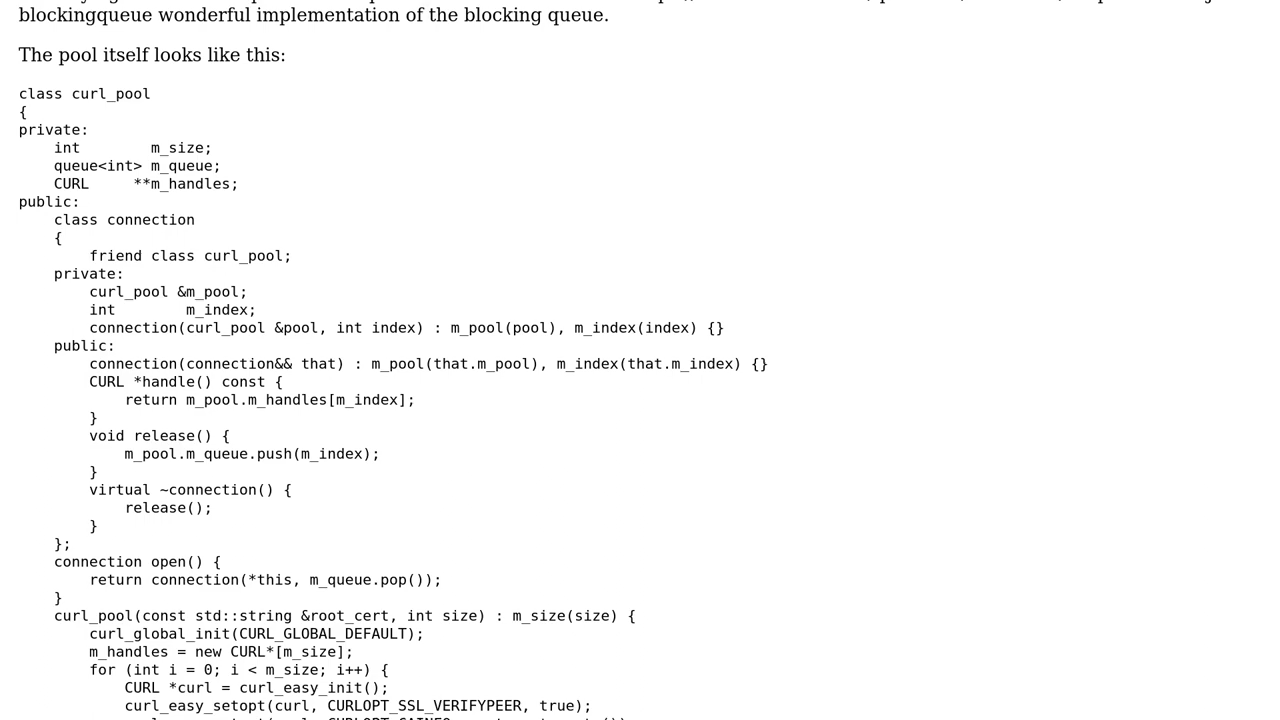 blockingqueue wonderful implementation of the blocking queue.
The pool itself looks like this:
class curl_pool
{
private:
    int        m_size;
    queue<int> m_queue;
    CURL     **m_handles;
public:
    class connection
    {
        friend class curl_pool;
    private:
        curl_pool &m_pool;
        int        m_index;
        connection(curl_pool &pool, int index) : m_pool(pool), m_index(index) {}
    public:
        connection(connection&& that) : m_pool(that.m_pool), m_index(that.m_index) {}
        CURL *handle() const {
            return m_pool.m_handles[m_index];
        }
        void release() {
            m_pool.m_queue.push(m_index);
        }
        virtual ~connection() {
            release();
        }
    };
    connection open() {
        return connection(*this, m_queue.pop());
    }
    curl_pool(const std::string &root_cert, int size) : m_size(size) {
        curl_global_init(CURL_GLOBAL_DEFAULT);
        m_handles = new CURL*[m_size];
        for (int i = 0; i < m_size; i++) {
            CURL *curl = curl_easy_init();
            curl_easy_setopt(curl, CURLOPT_SSL_VERIFYPEER, true);